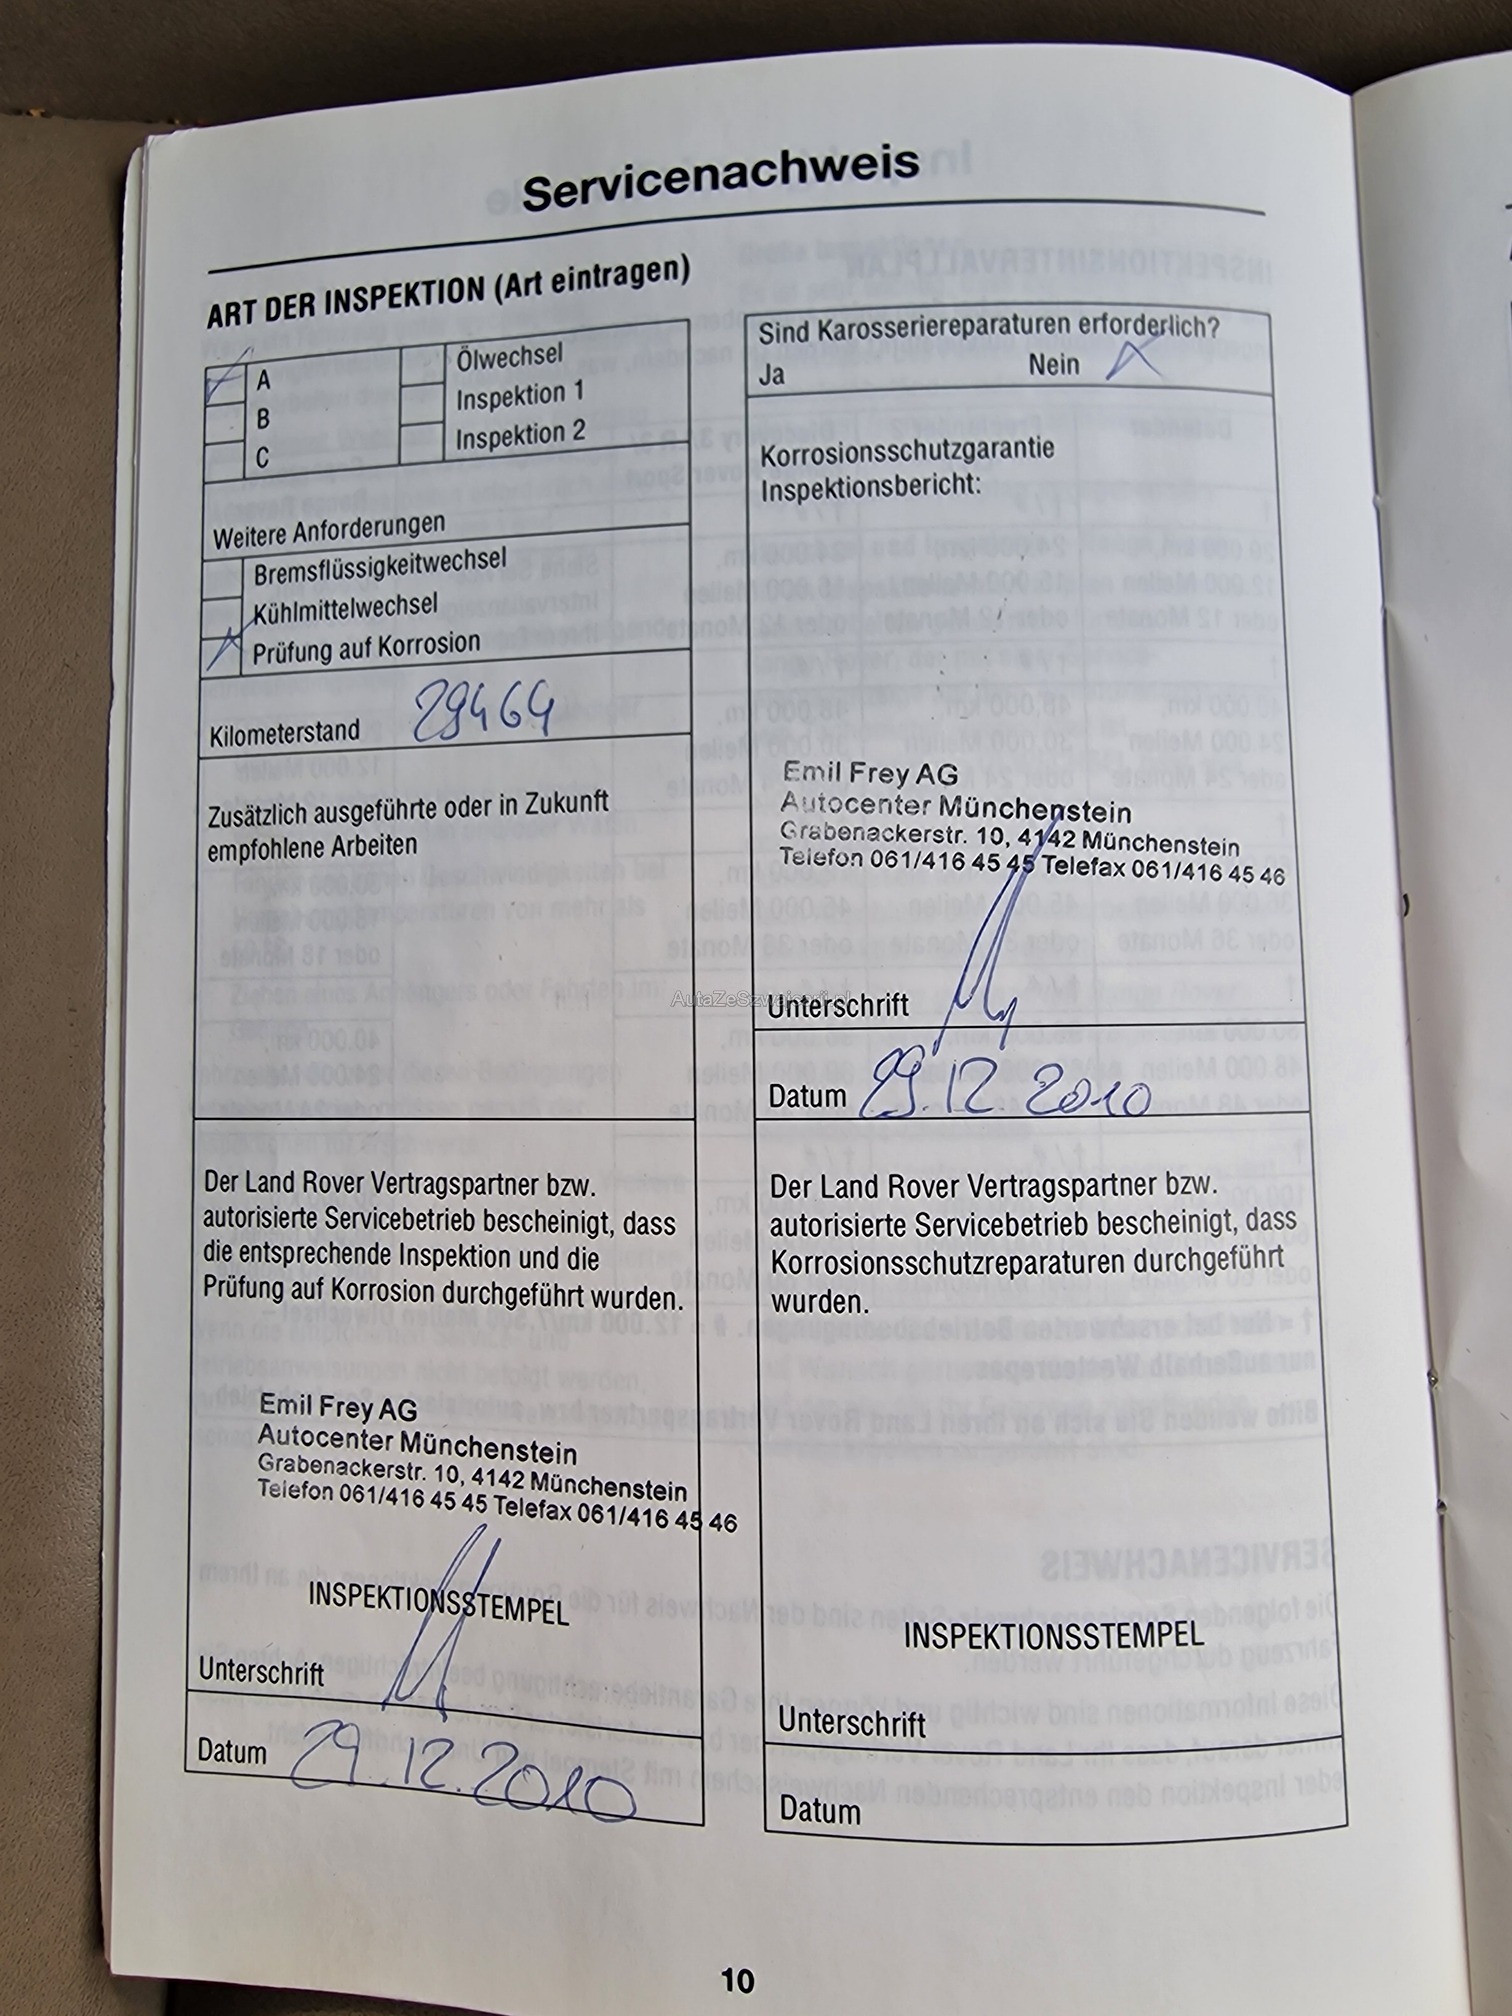 Servicenachweis
ART DER INSPEKTION (Art eintragen)
A
B
C
Ölwechsel
Inspektion 1
Inspektion 2
Weitere Anforderungen
Bremsflüssigkeitwechsel
Kühlmittelwechsel
Prüfung auf Korrosion
Kilometerstand 29464
Zusätzlich ausgeführte oder in Zukunft
empfohlene Arbeiten
Der Land Rover Vertragspartner bzw.
autorisierte Servicebetrieb bescheinigt, dass
die entsprechende Inspektion und die
Prüfung auf Korrosion durchgeführt wurden.
Emil Frey AG
Autocenter Münchenstein
Grabenackerstr. 10, 4142 Münchenstein
Telefon 061/416 45 45 Telefax 061/416 45 46
INSPEKTIONSSTEMPEL
Unterschrift
Datum 29.12.2010
Sind Karosseriereparaturen erforderlich?
Ja Nein
Korrosionsschutzgarantie
Inspektionsbericht:
Emil Frey AG
Autocenter Münchenstein
Grabenackerstr. 10, 4142 Münchenstein
Telefon 061/416 45 45 Telefax 061/416 45 46
AutaZeSzwajcarii.pl
Unterschrift
Datum 29.12.2010
Der Land Rover Vertragspartner bzw.
autorisierte Servicebetrieb bescheinigt, dass
Korrosionsschutzreparaturen durchgeführt
wurden.
INSPEKTIONSSTEMPEL
Unterschrift
Datum
10